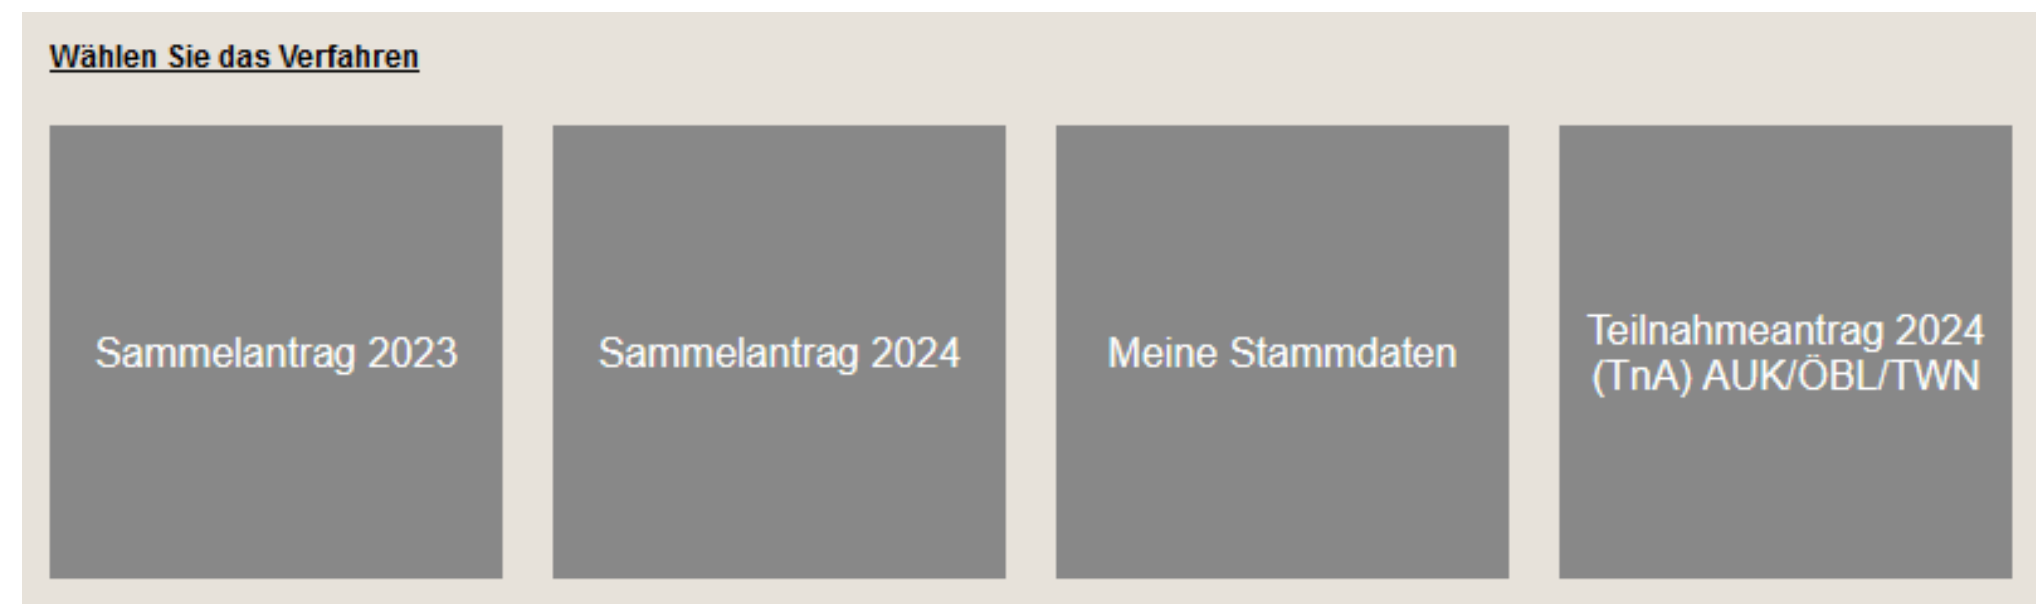 Wählen Sie das Verfahren
Sammelantrag 2023
Sammelantrag 2024
Meine Stammdaten
Teilnahmeantrag 2024
(TnA) AUK/ÖBL/TWN